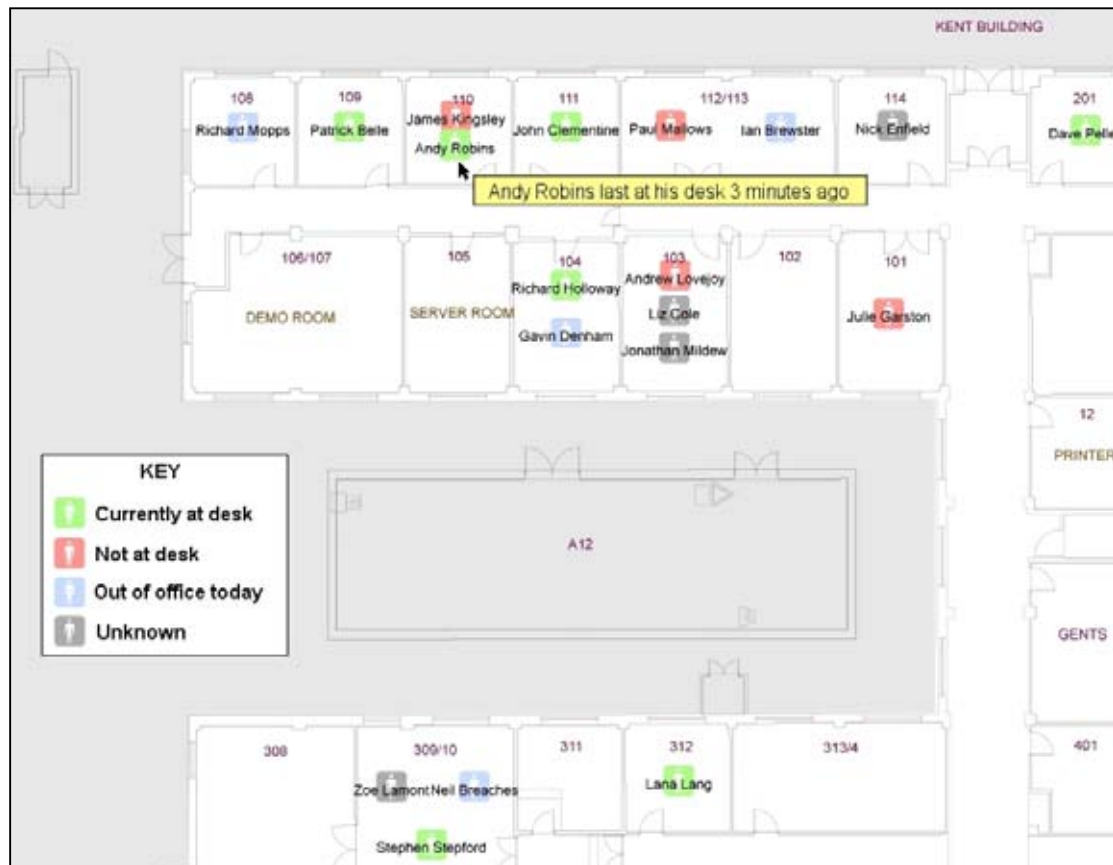 KENT BUILDING
108
Richard Mopps
109
Patrick Belle
110
James Kingsley
Andy Robins
111
John Clementine
112/113
Paul Mallows
Ian Brewster
114
Nick Enfield
201
Dave Pelle
Andy Robins last at his desk 3 minutes ago
106/107
DEMO ROOM
105
SERVER ROOM
104
Richard Holloway
Gavin Denham
103
Andrew Lovejoy
Liz Cole
Jonathan Mildew
102
101
Julie Garston
12
PRINTER
KEY
Currently at desk
Not at desk
Out of office today
Unknown
A12
GENTS
308
309/10
Zoe Lamont
Neil Breaches
Stephen Stepford
311
312
Lana Lang
313/4
401